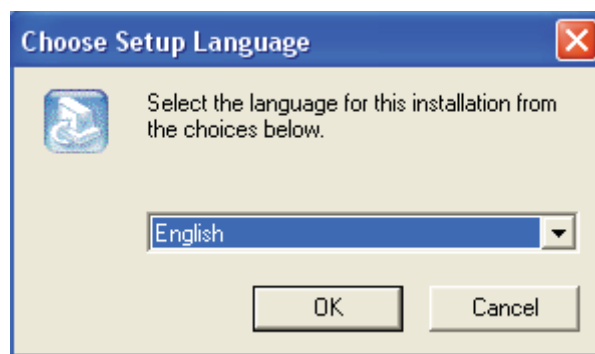 Choose Setup Language
Select the language for this installation from
the choices below.
English
OK
Cancel